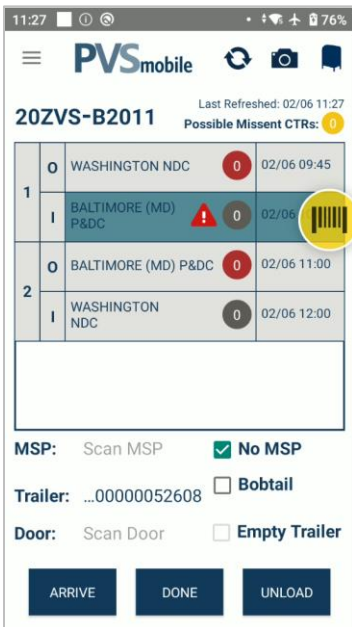 11:27 76%
PVSmobile
Last Refreshed: 02/06 11:27
20ZVS-B2011 Possible Missent CTRs: 0
1 O WASHINGTON NDC 0 02/06 09:45
I BALTIMORE (MD) P&DC 0 02/06
2 O BALTIMORE (MD) P&DC 0 02/06 11:00
I WASHINGTON NDC 0 02/06 12:00
MSP: Scan MSP No MSP
Trailer: ...00000052608 Bobtail
Door: Scan Door Empty Trailer
ARRIVE DONE UNLOAD